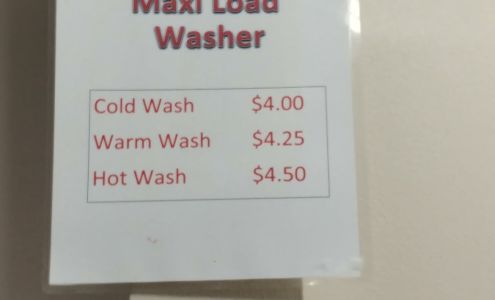 Maxi Load
Washer
Cold Wash $4.00
Warm Wash $4.25
Hot Wash $4.50